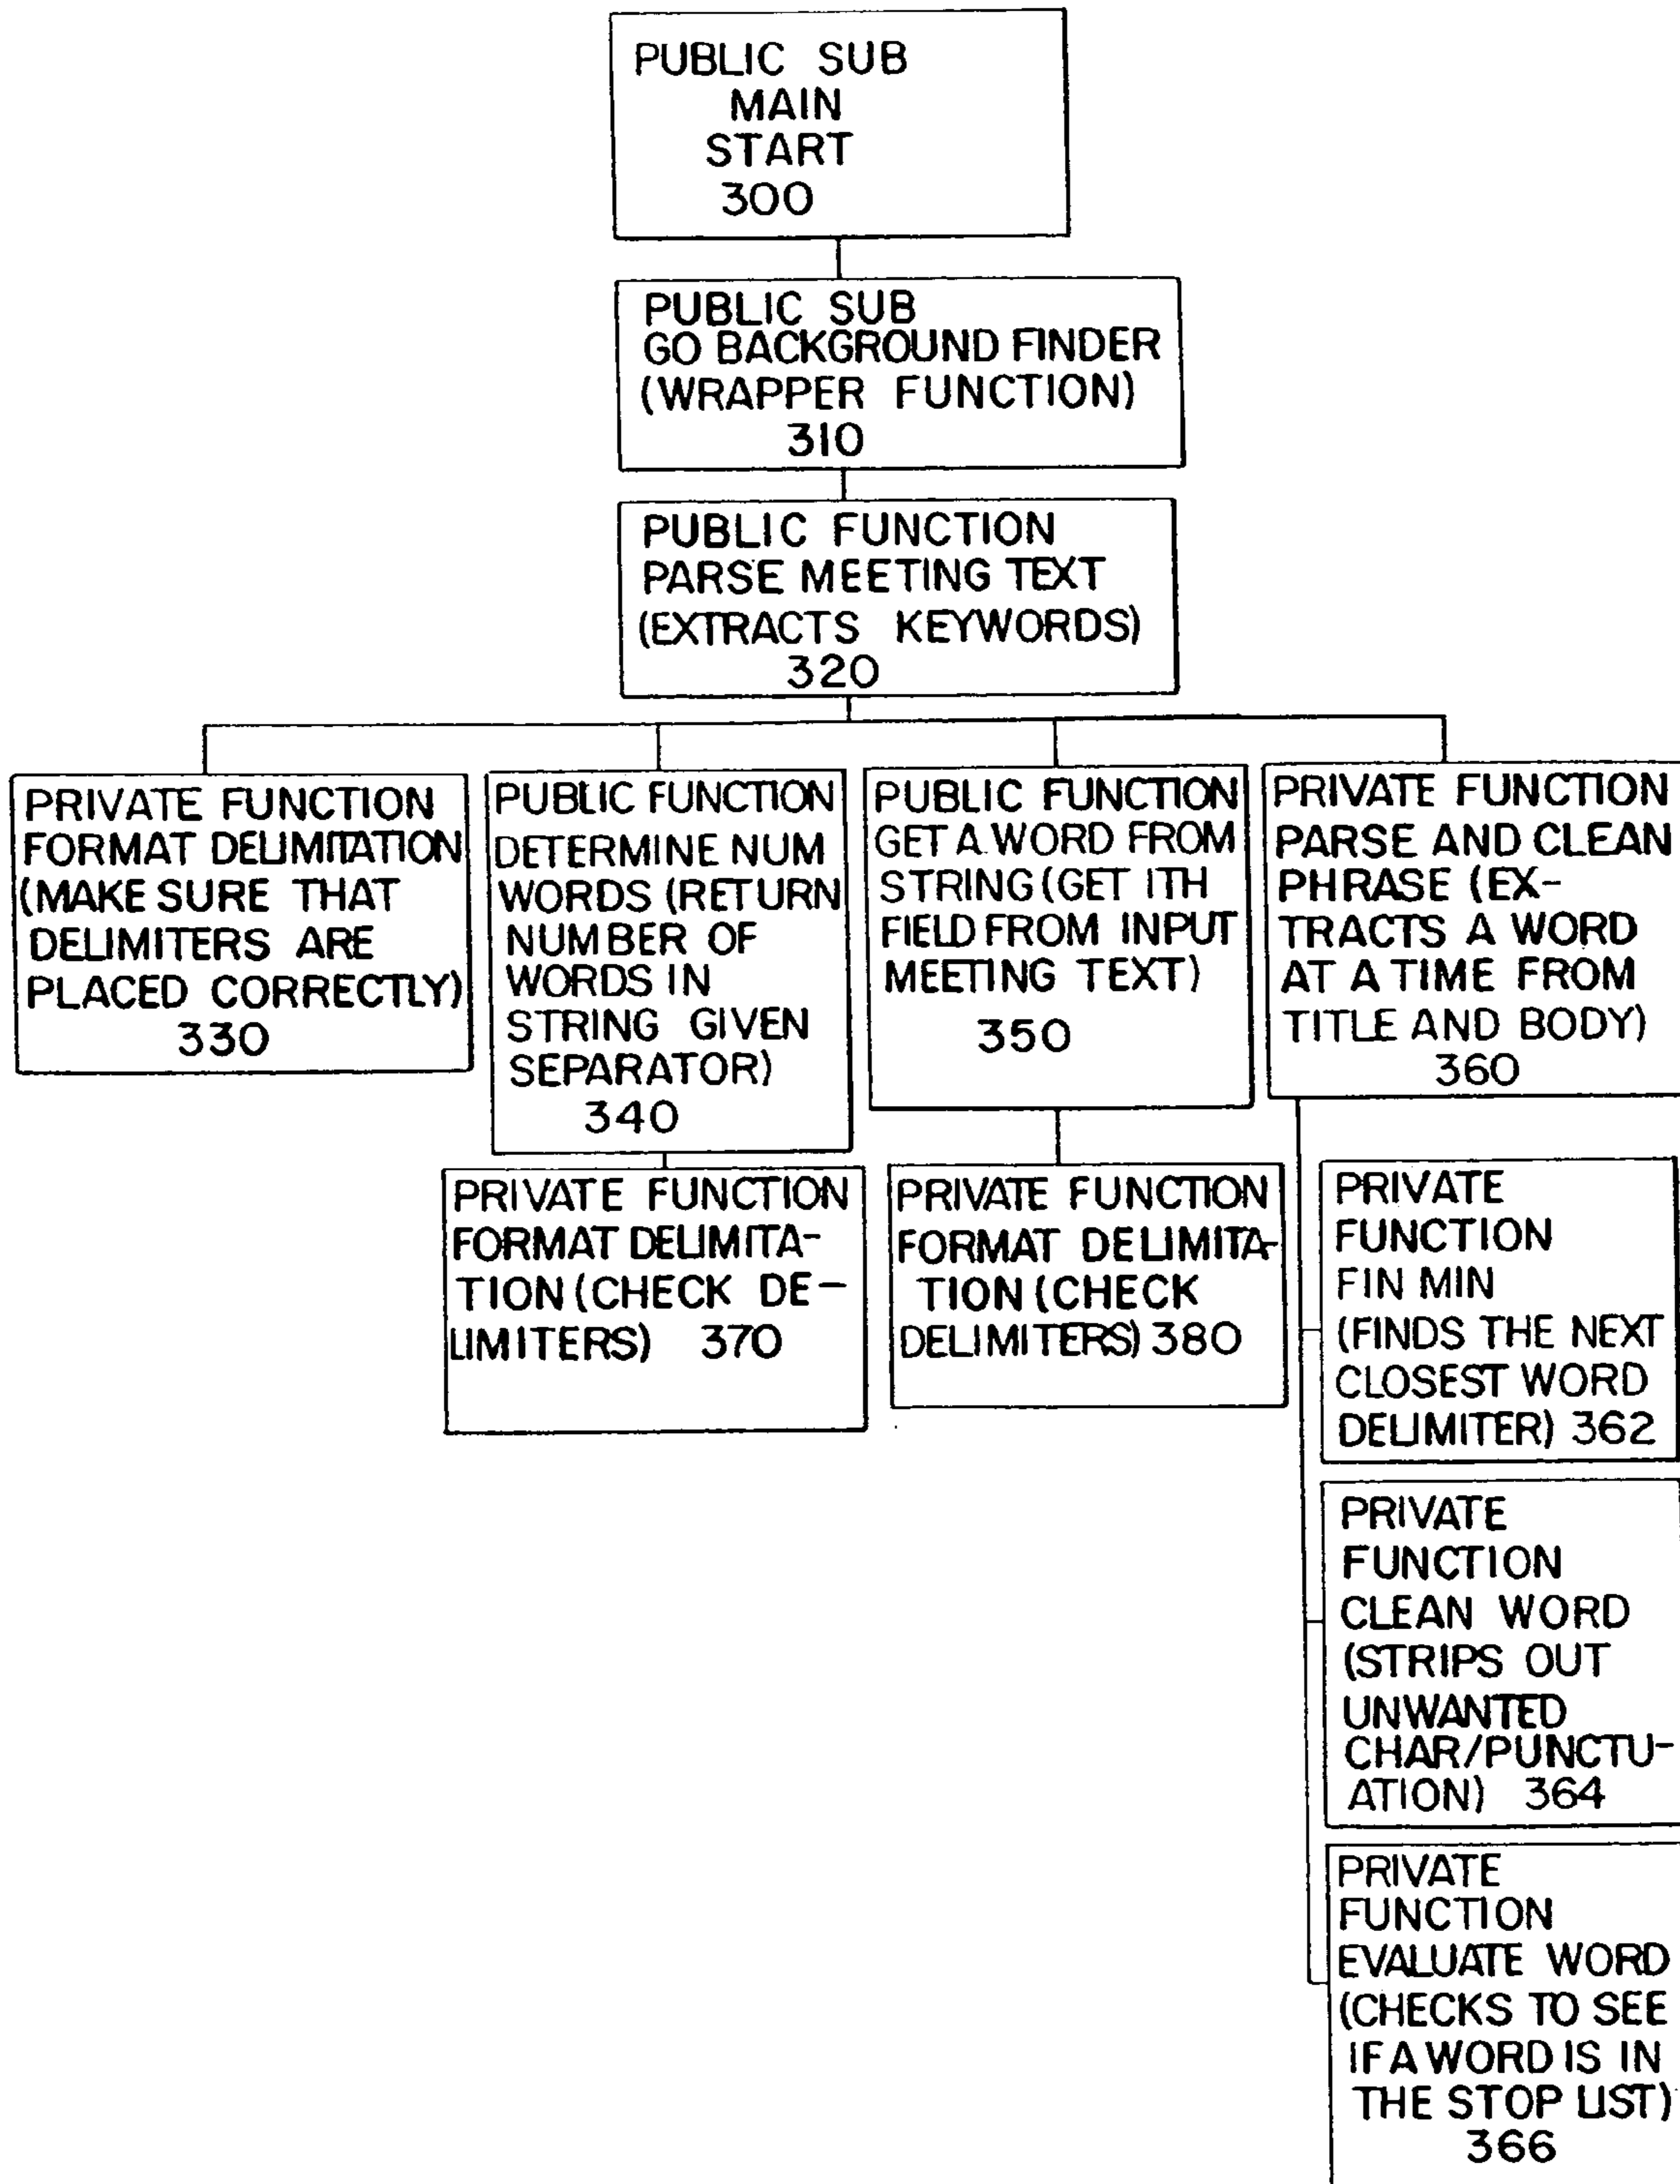 PUBLIC SUB
MAIN
START
300
PUBLIC SUB
GO BACKGROUND FINDER
(WRAPPER FUNCTION)
310
PUBLIC FUNCTION
PARSE MEETING TEXT
(EXTRACTS KEYWORDS)
320
PRIVATE FUNCTION
FORMAT DELIMITATION
(MAKE SURE THAT
DELIMITERS ARE
PLACED CORRECTLY)
330
PUBLIC FUNCTION
DETERMINE NUM
WORDS (RETURN
NUMBER OF
WORDS IN
STRING GIVEN
SEPARATOR)
340
PUBLIC FUNCTION
GET A WORD FROM
STRING (GET ITH
FIELD FROM INPUT
MEETING TEXT)
350
PRIVATE FUNCTION
PARSE AND CLEAN
PHRASE (EX-
TRACTS A WORD
AT A TIME FROM
TITLE AND BODY)
360
PRIVATE FUNCTION
FORMAT DELIMITA-
TION (CHECK DE-
LIMITERS) 370
PRIVATE FUNCTION
FORMAT DELIMITA-
TION (CHECK
DELIMITERS) 380
PRIVATE
FUNCTION
FIN MIN
(FINDS THE NEXT
CLOSEST WORD
DELIMITER) 362
PRIVATE
FUNCTION
CLEAN WORD
(STRIPS OUT
UNWANTED
CHAR/PUNCTU-
ATION) 364
PRIVATE
FUNCTION
EVALUATE WORD
(CHECKS TO SEE
IF A WORD IS IN
THE STOP LIST)
366